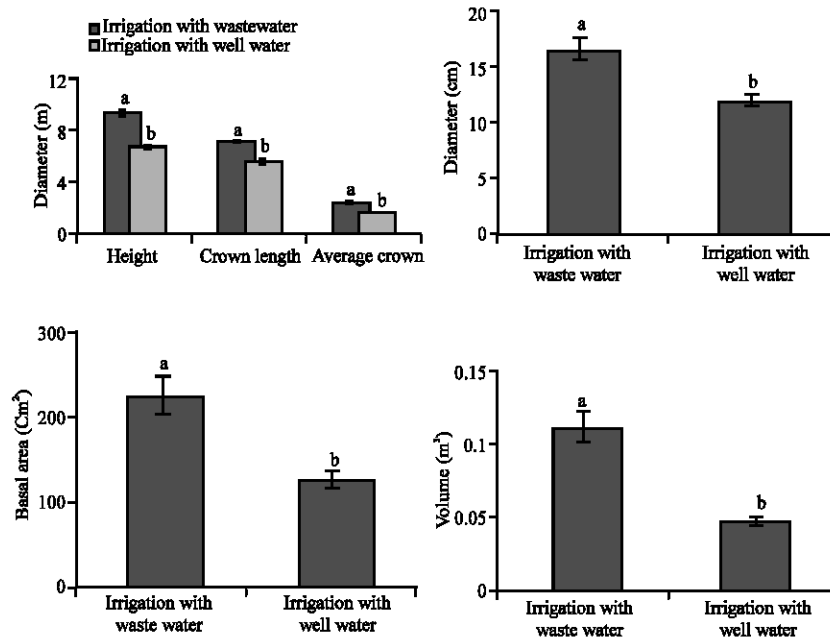 Irrigation with wastewater
Irrigation with well water
Diameter (m)
12
8
4
0
a
b
a
b
a
b
Height
Crown length
Average crown
Diameter (cm)
20
15
10
5
0
a
b
Irrigation with
waste water
Irrigation with
well water
Basal area (Cm²)
300
200
100
0
a
b
Irrigation with
waste water
Irrigation with
well water
Volume (m³)
0.15
0.1
0.05
0
a
b
Irrigation with
waste water
Irrigation with
well water